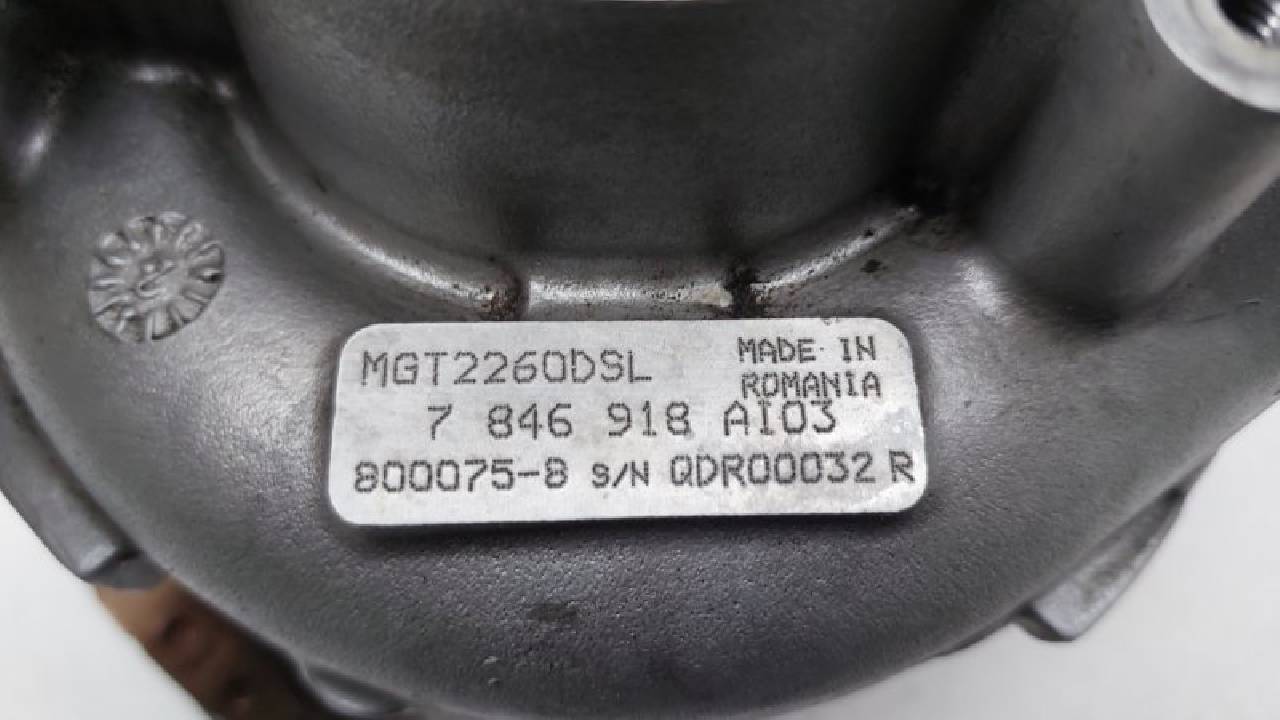 MGT2260DSL MADE IN
ROMANIA
7 846 918 AI03
800075-8 S/N QDR00032 R